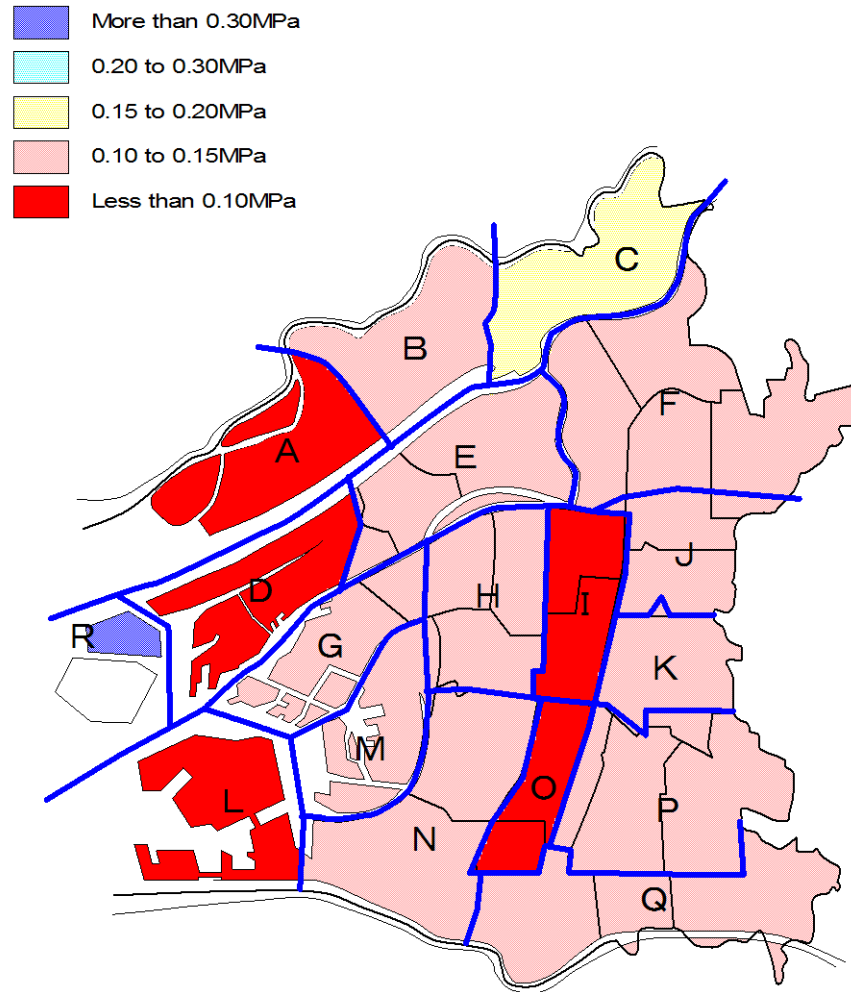 More than 0.30MPa
0.20 to 0.30MPa
0.15 to 0.20MPa
0.10 to 0.15MPa
Less than 0.10MPa
C
B
F
A
E
J
D
H
I
R
G
K
M
L
O
P
N
Q